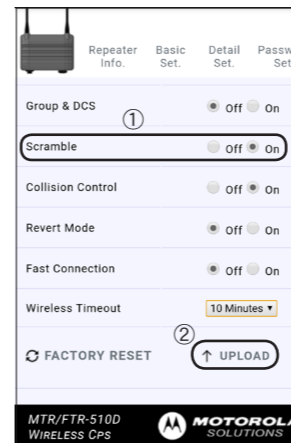 Repeater Info.
Basic Set.
Detail Set.
Passw Set
Group & DCS Off On
①
Scramble Off On
Collision Control Off On
Revert Mode Off On
Fast Connection Off On
Wireless Timeout 10 Minutes
②
FACTORY RESET ↑ UPLOAD
MTR/FTR-510D
WIRELESS CPS
MOTOROLA
SOLUTIONS